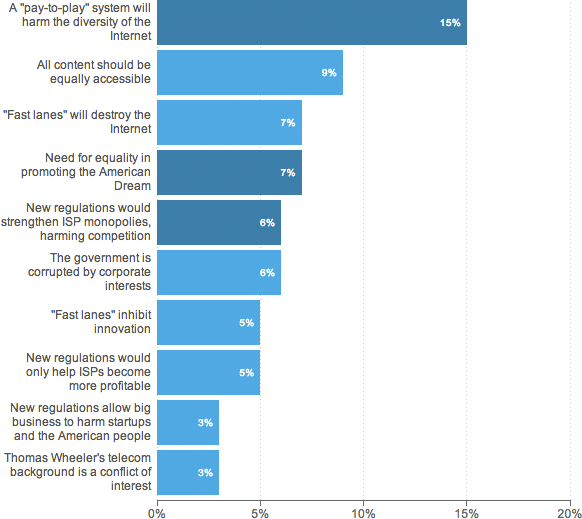 A "pay-to-play" system will
harm the diversity of the
Internet
15%
All content should be
equally accessible
9%
"Fast lanes" will destroy the
Internet
7%
Need for equality in
promoting the American
Dream
7%
New regulations would
strengthen ISP monopolies,
harming competition
6%
The government is
corrupted by corporate
interests
6%
"Fast lanes" inhibit
innovation
5%
New regulations would
only help ISPs become
more profitable
5%
New regulations allow big
business to harm startups
and the American people
3%
Thomas Wheeler's telecom
background is a conflict of
interest
3%
0% 5% 10% 15% 20%